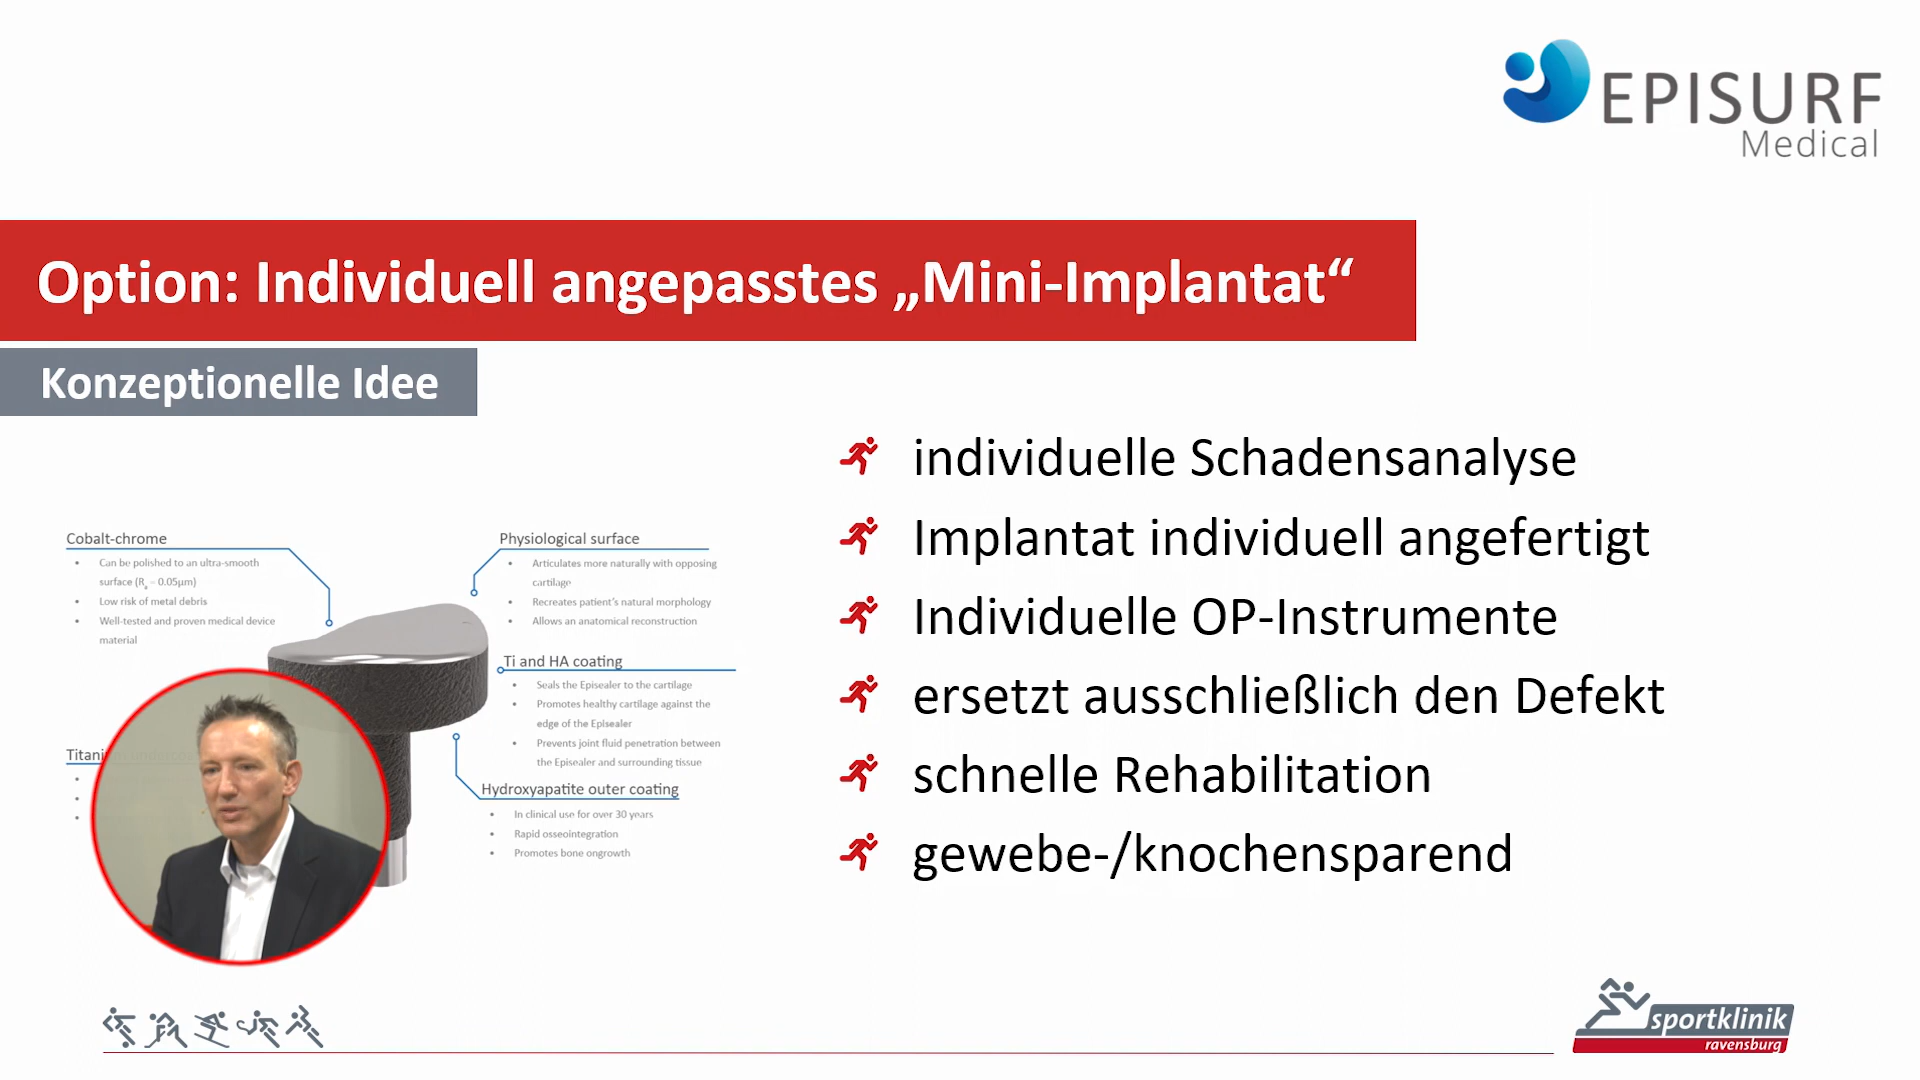 EPISURF
Medical
Option: Individuell angepasstes „Mini-Implantat“
Konzeptionelle Idee
Cobalt-chrome
• Can be polished to an ultra-smooth
surface (Ra – 0.05μm)
• Low risk of metal debris
• Well-tested and proven medical device
material
Physiological surface
• Articulates more naturally with opposing
cartilage
• Recreates patient's natural morphology
• Allows an anatomical reconstruction
Ti and HA coating
• Seals the Episealer to the cartilage
• Promotes healthy cartilage against the
edge of the Episealer
• Prevents joint fluid penetration between
the Episealer and surrounding tissue
Hydroxyapatite outer coating
• In clinical use for over 30 years
• Rapid osseointegration
• Promotes bone ongrowth
individuelle Schadensanalyse
Implantat individuell angefertigt
Individuelle OP-Instrumente
ersetzt ausschließlich den Defekt
schnelle Rehabilitation
gewebe-/knochensparend
sportklinik
ravensburg